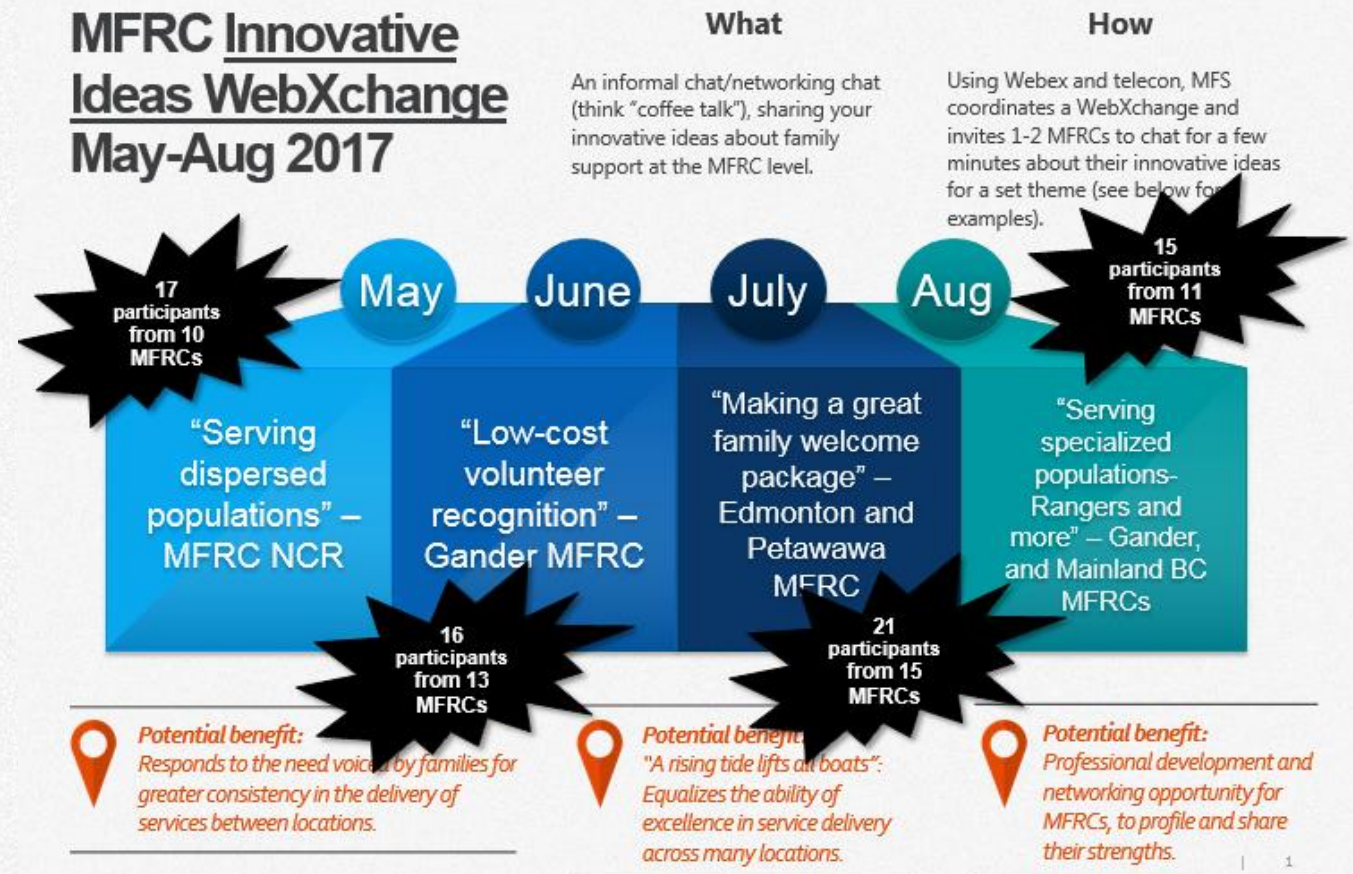 MFRC Innovative
Ideas WebXchange
May-Aug 2017
What
An informal chat/networking chat
(think “coffee talk”), sharing your
innovative ideas about family
support at the MFRC level.
How
Using Webex and telecon, MFS
coordinates a WebXchange and
invites 1-2 MFRCs to chat for a few
minutes about their innovative ideas
for a set theme (see below for
examples).
17
participants
from 10
MFRCs
May
June
July
Aug
15
participants
from 11
MFRCs
“Serving
dispersed
populations” –
MFRC NCR
“Low-cost
volunteer
recognition” –
Gander MFRC
“Making a great
family welcome
package” –
Edmonton and
Petawawa
MFRC
“Serving
specialized
populations-
Rangers and
more” – Gander,
and Mainland BC
MFRCs
16
participants
from 13
MFRCs
21
participants
from 15
MFRCs
Potential benefit:
Responds to the need voiced by families for
greater consistency in the delivery of
services between locations.
Potential benefit:
"A rising tide lifts all boats”:
Equalizes the ability of
excellence in service delivery
across many locations.
Potential benefit:
Professional development and
networking opportunity for
MFRCs, to profile and share
their strengths.
| 1